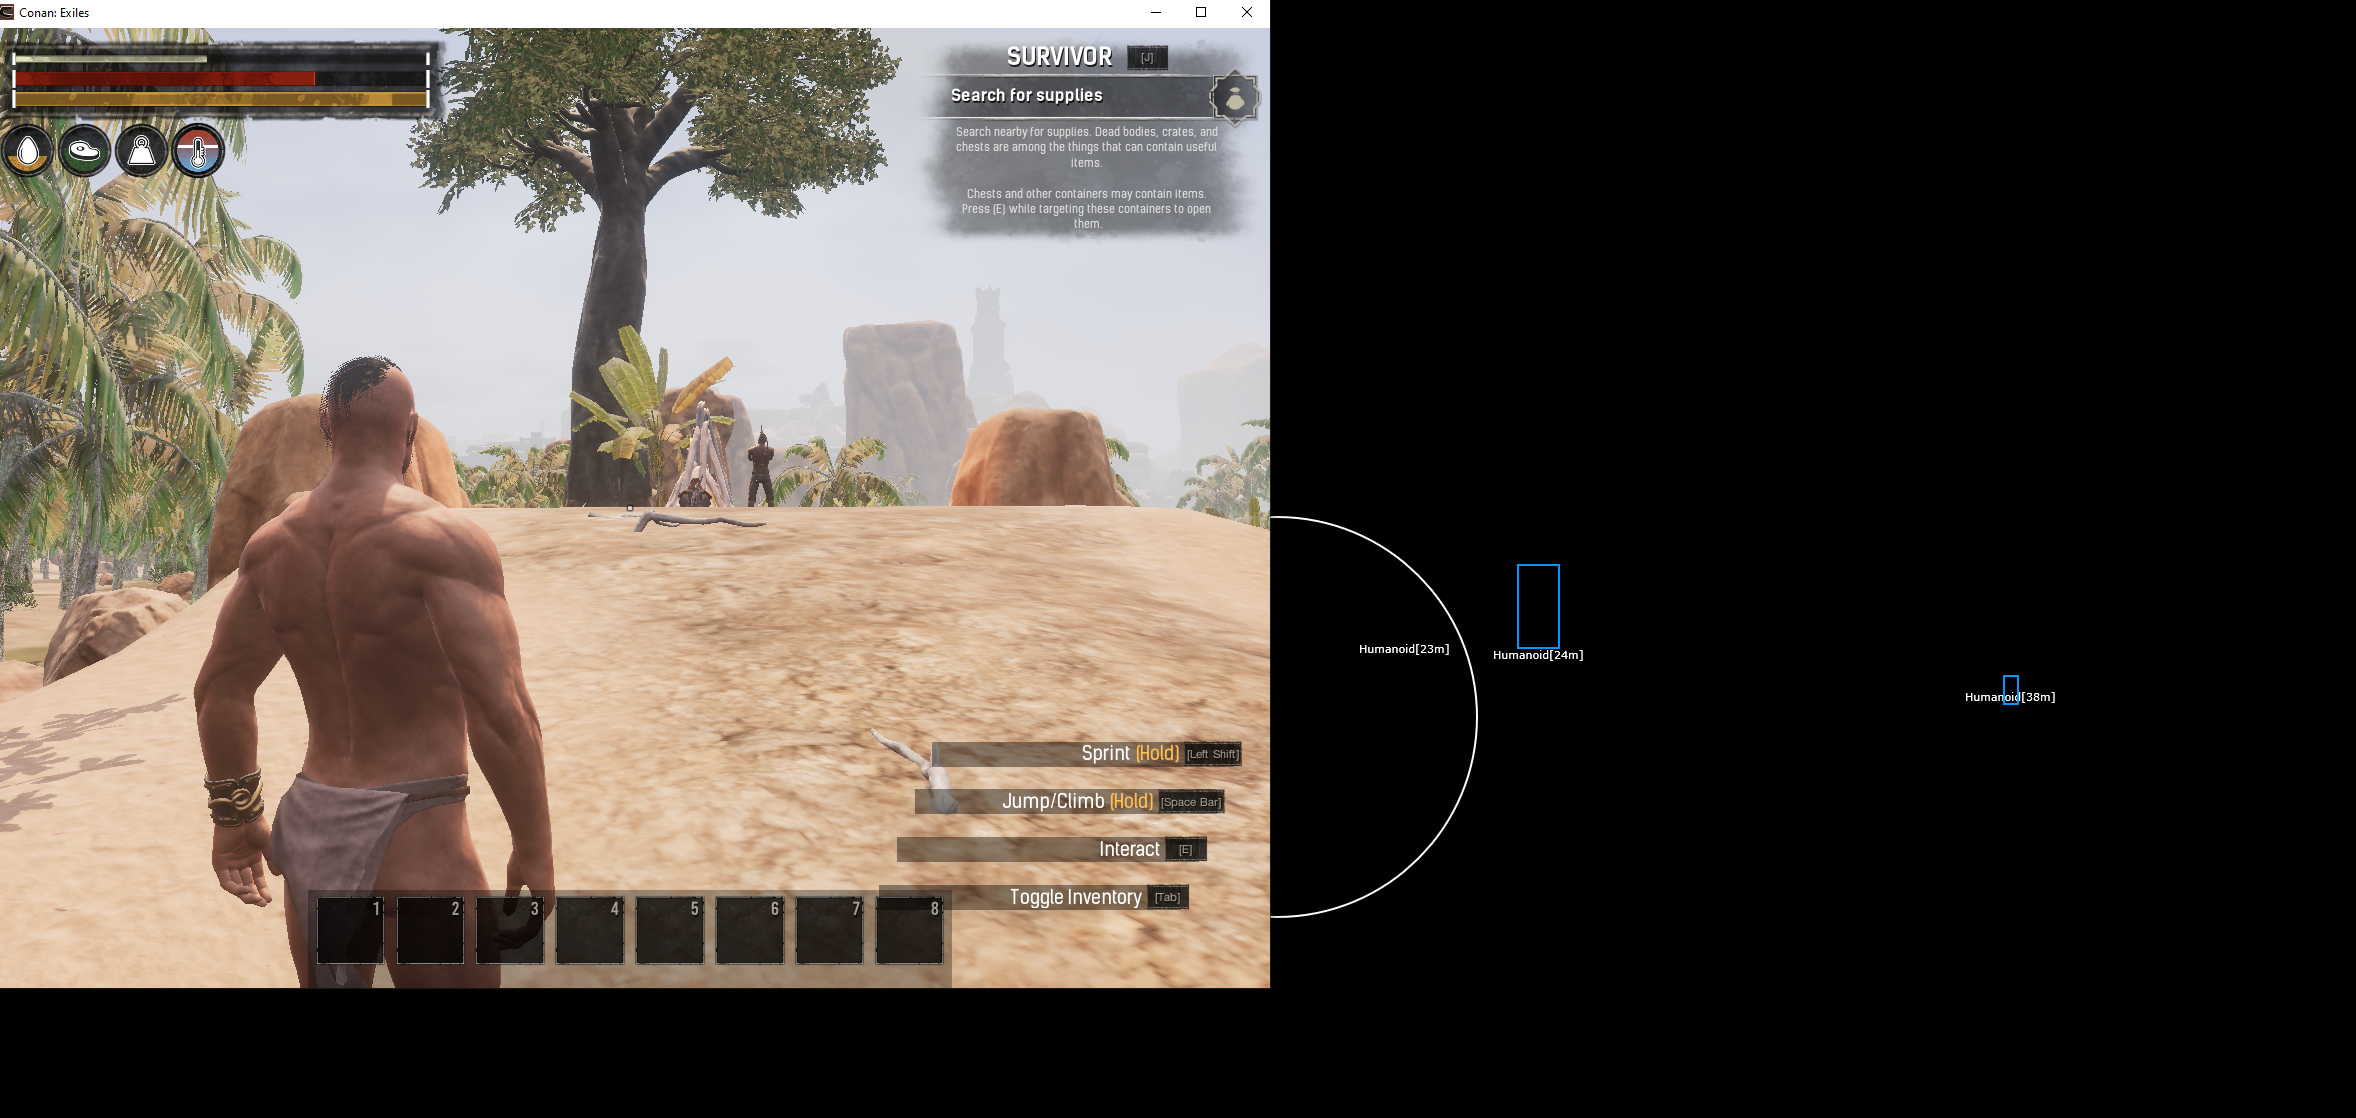 Conan: Exiles
SURVIVOR [J]
Search for supplies
Search nearby for supplies. Dead bodies, crates, and
chests are among the things that can contain useful
items.
Chests and other containers may contain items.
Press (E) while targeting these containers to open
them.
Humanoid[23m]
Humanoid[24m]
Humanoid[38m]
Sprint (Hold) [Left Shift]
Jump/Climb (Hold) [Space Bar]
Interact [E]
Toggle Inventory [Tab]
1 2 3 4 5 6 7 8